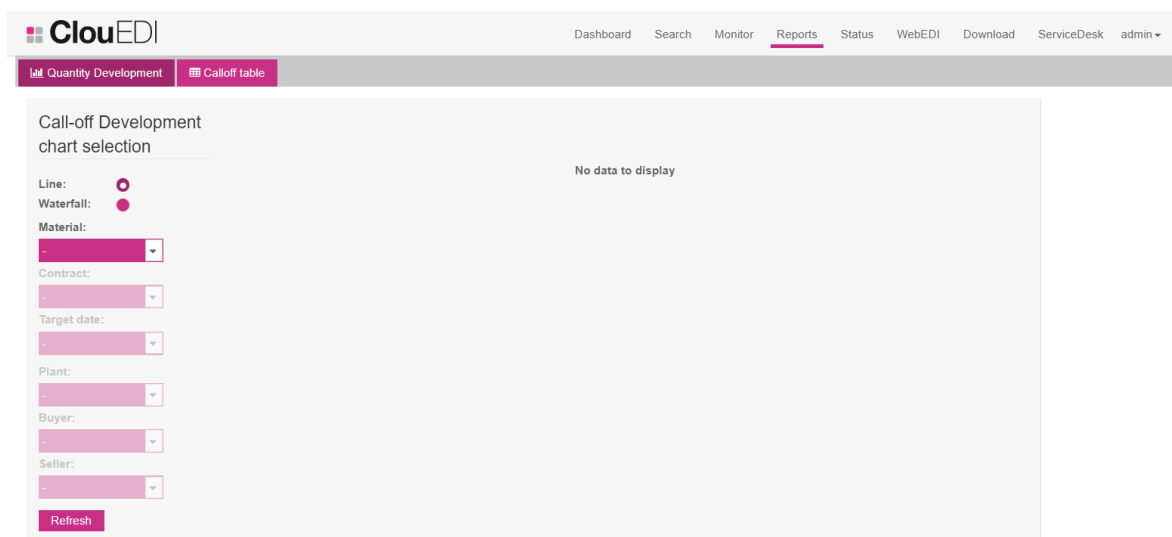 ClouEDI
Dashboard Search Monitor Reports Status WebEDI Download ServiceDesk admin
Quantity Development Calloff table
Call-off Development
chart selection
No data to display
Line:
Waterfall:
Material:
-
Contract:
-
Target date:
-
Plant:
-
Buyer:
-
Seller:
-
Refresh